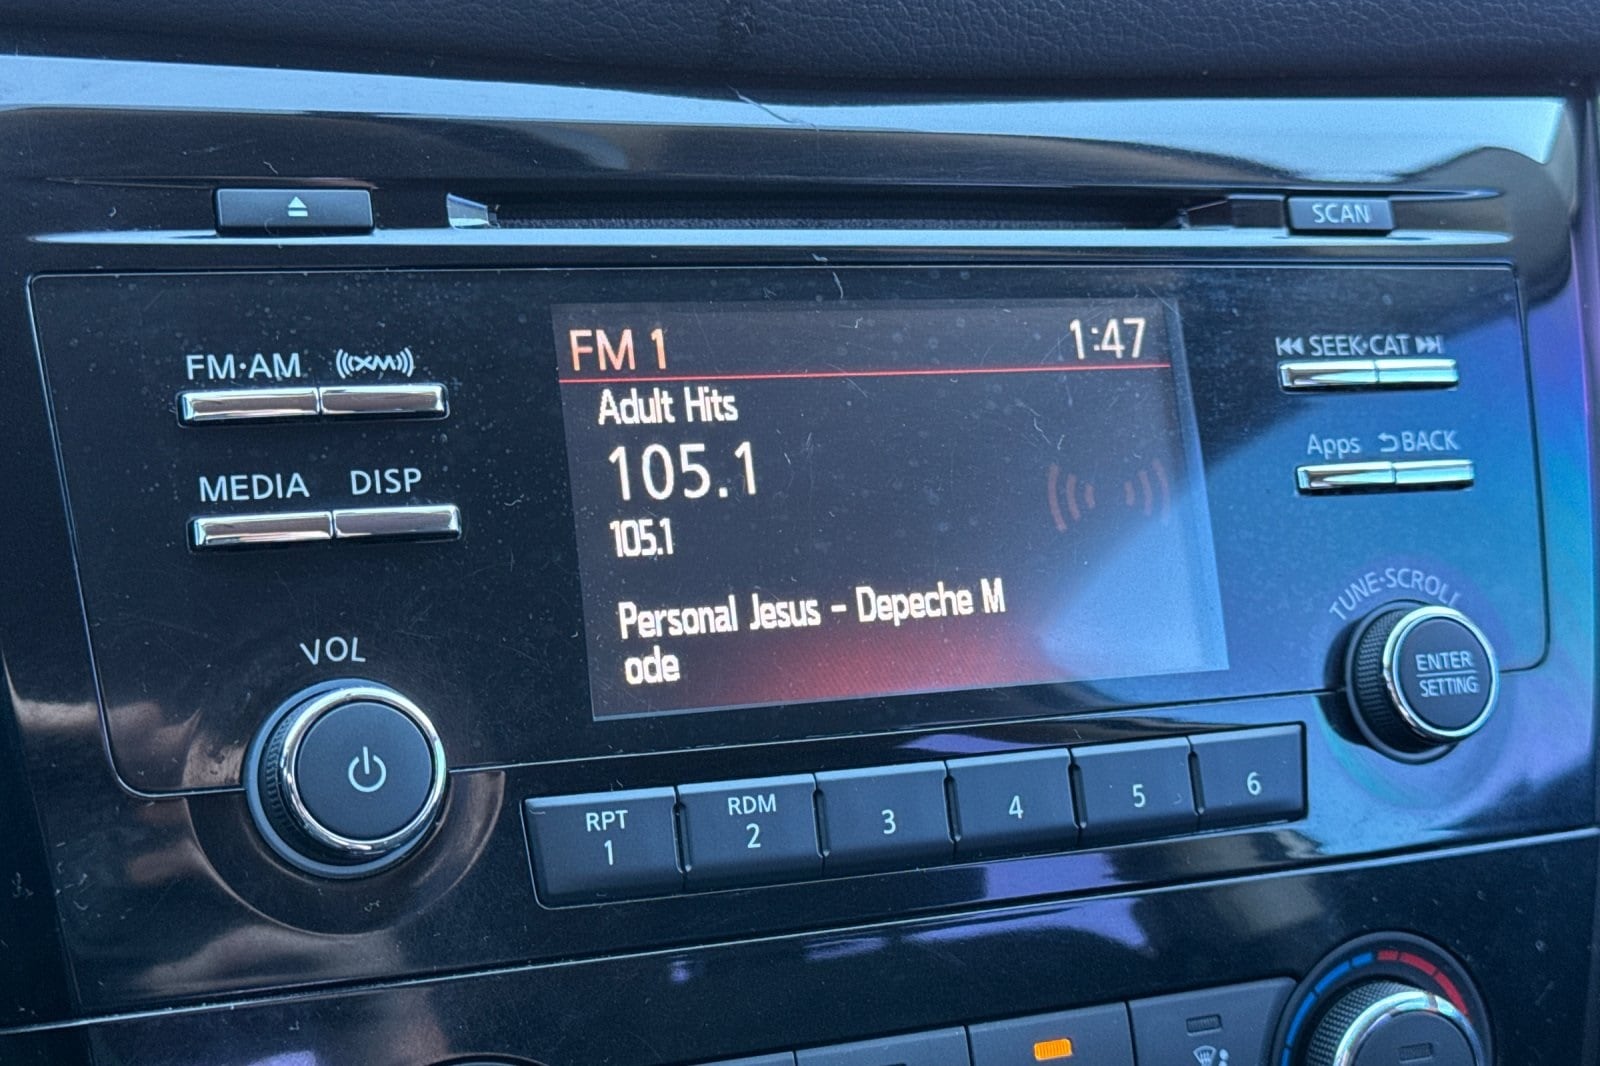 SCAN
FM·AM XM
SEEK·CAT
FM 1 1:47
Adult Hits
105.1
105.1
Personal Jesus - Depeche M
ode
MEDIA DISP
Apps BACK
TUNE·SCROLL
ENTER
SETTING
VOL
RPT
1
RDM
2
3
4
5
6